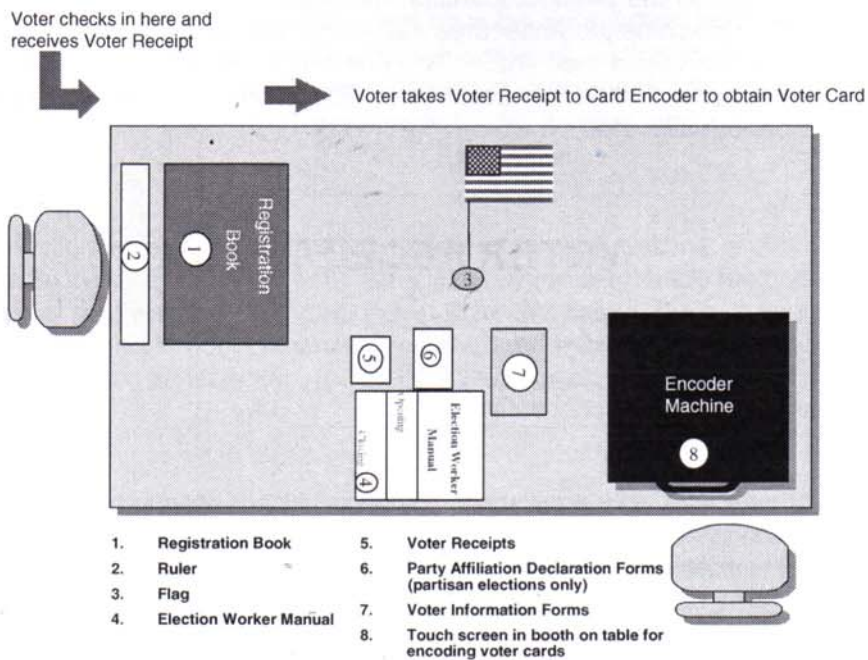 Voter checks in here and
receives Voter Receipt
Voter takes Voter Receipt to Card Encoder to obtain Voter Card
Registration
Book
1
2
3
5
6
7
Election Worker
Manual
Opening
Closing
4
Encoder
Machine
8
1. Registration Book
2. Ruler
3. Flag
4. Election Worker Manual
5. Voter Receipts
6. Party Affiliation Declaration Forms
(partisan elections only)
7. Voter Information Forms
8. Touch screen in booth on table for
encoding voter cards